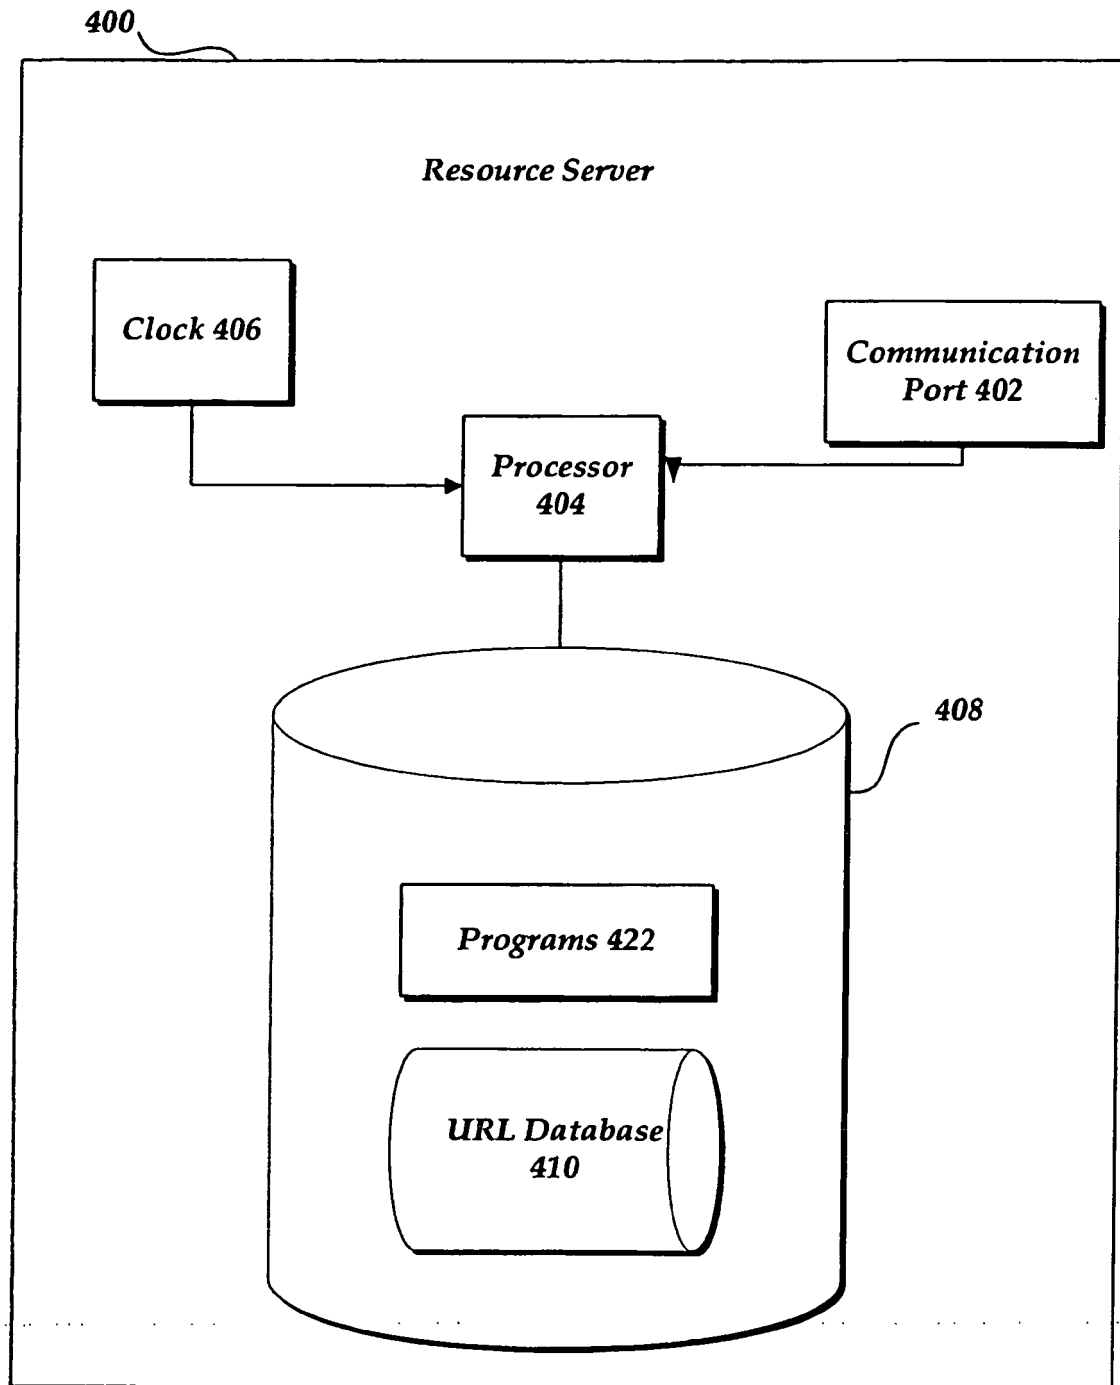 400
Resource Server
Clock 406
Communication
Port 402
Processor
404
408
Programs 422
URL Database
410